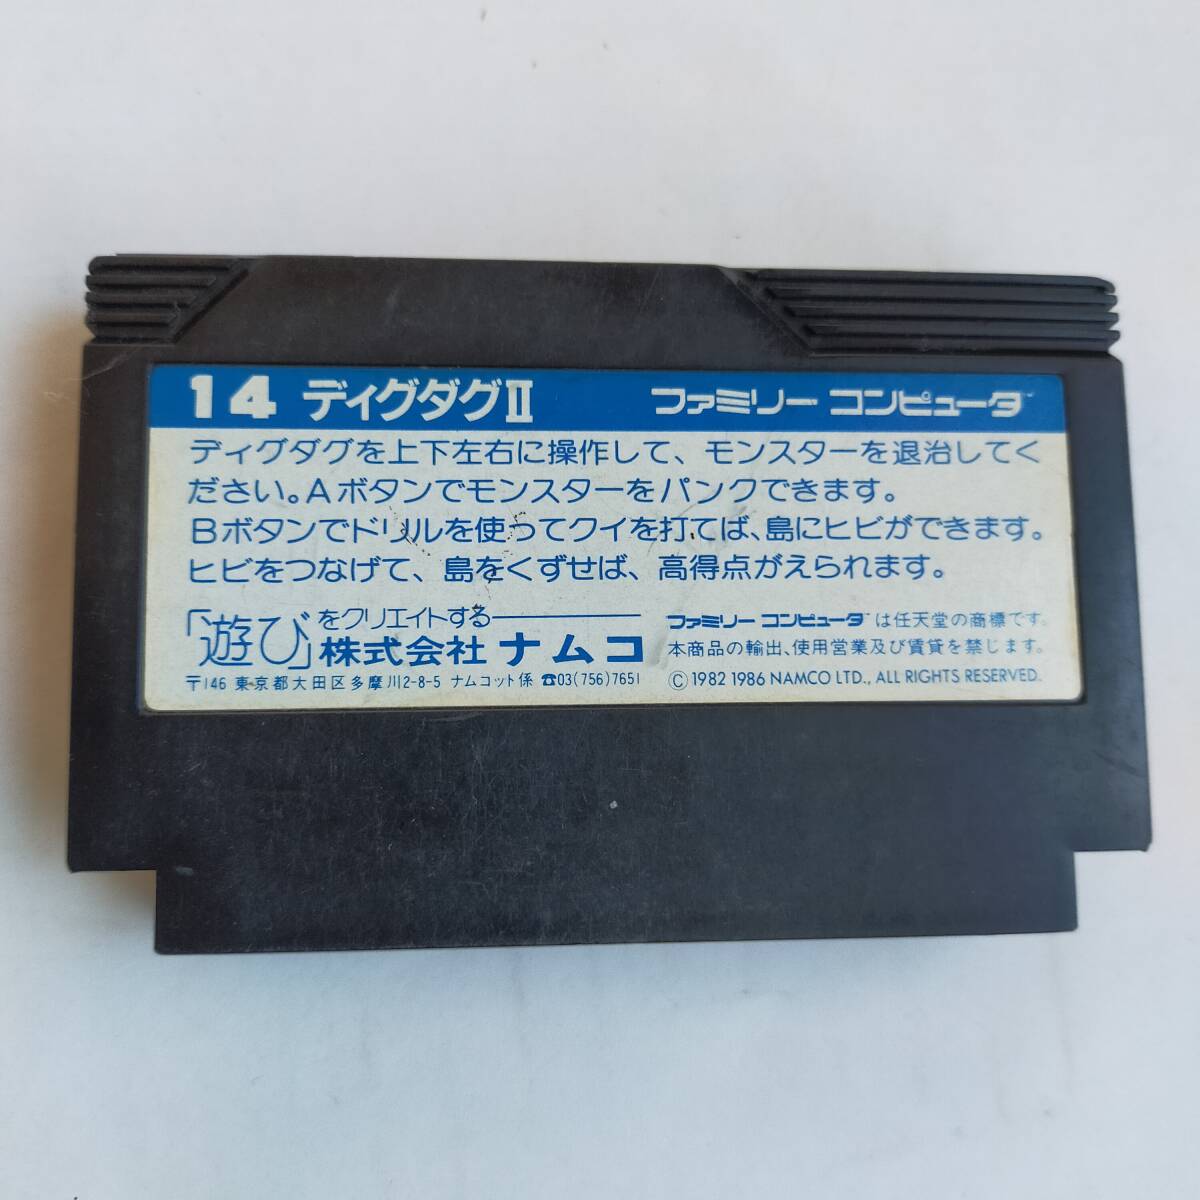 14 ディグダグII ファミリー コンピュータ™
ディグダグを上下左右に操作して、モンスターを退治してく
ださい。Aボタンでモンスターをパンクできます。
Bボタンでドリルを使ってクイを打てば、島にヒビができます。
ヒビをつなげて、島をくずせば、高得点がえられます。
「遊び」をクリエイトする
株式会社 ナムコ
〒146 東京都大田区多摩川2-8-5 ナムコット係 ☎03(756)7651
ファミリー コンピュータ™は任天堂の商標です。
本商品の輸出、使用営業及び賃貸を禁じます。
©1982 1986 NAMCO LTD., ALL RIGHTS RESERVED.